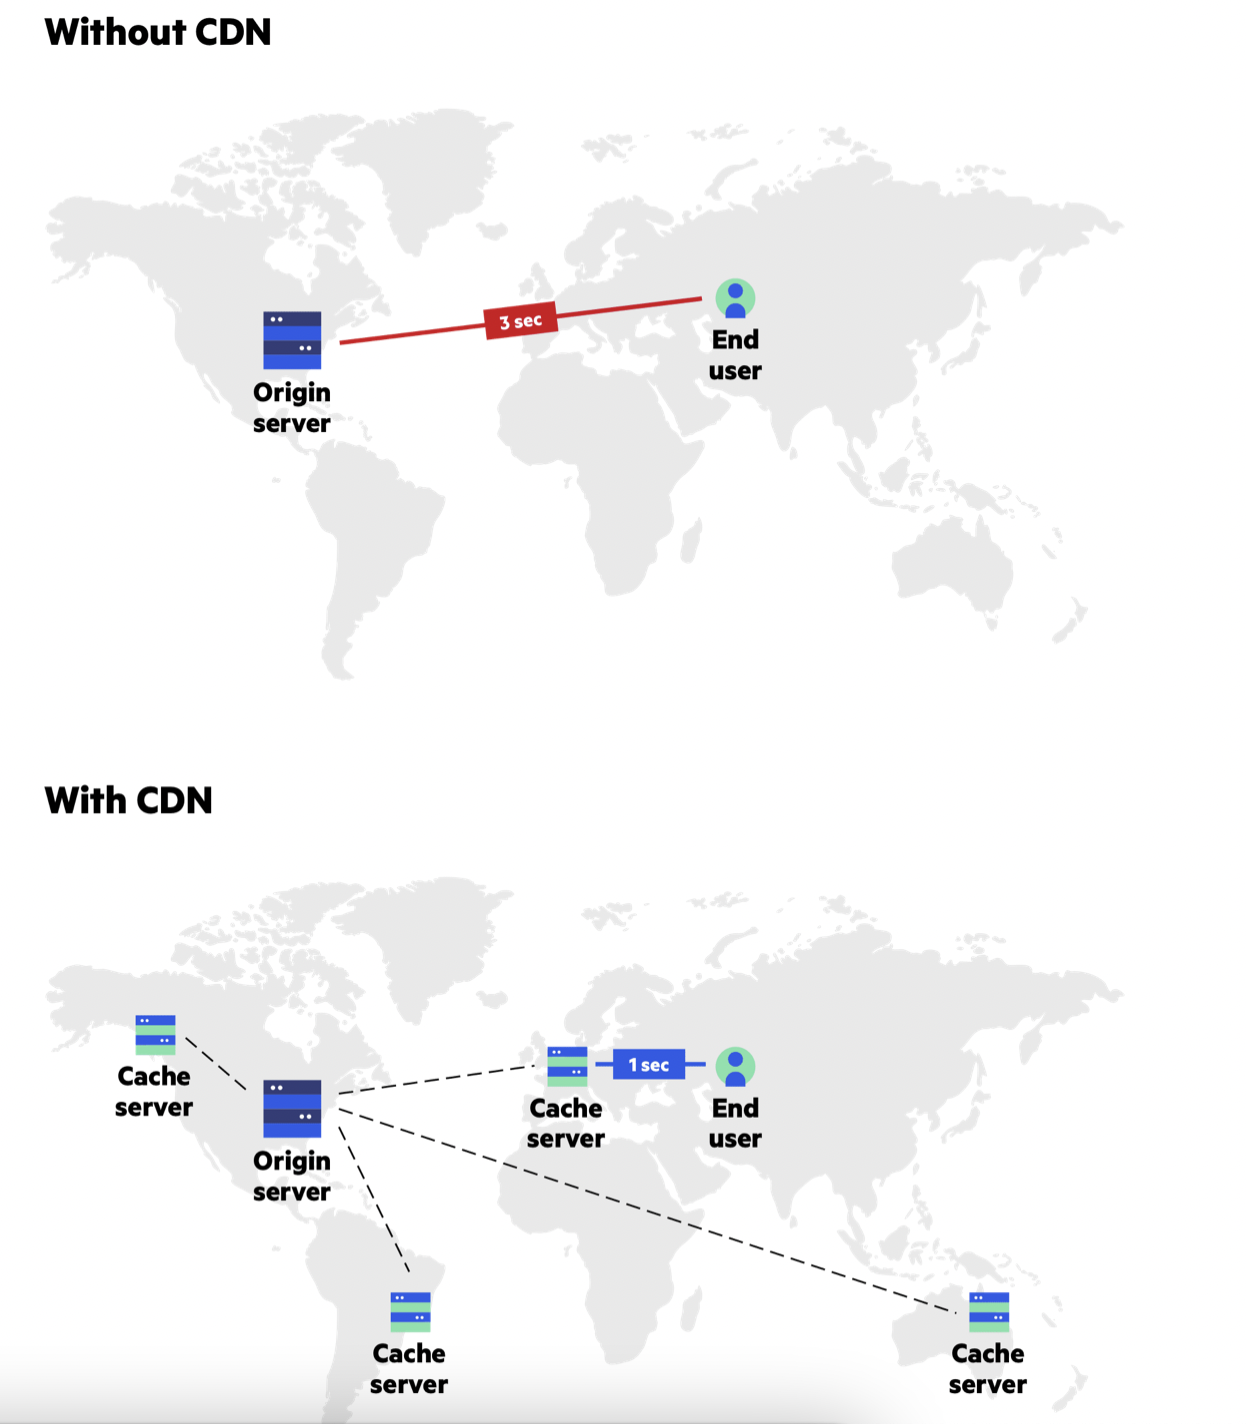 Without CDN
3 sec
End
user
Origin
server
With CDN
Cache
server
Origin
server
Cache
server
1 sec
End
user
Cache
server
Cache
server